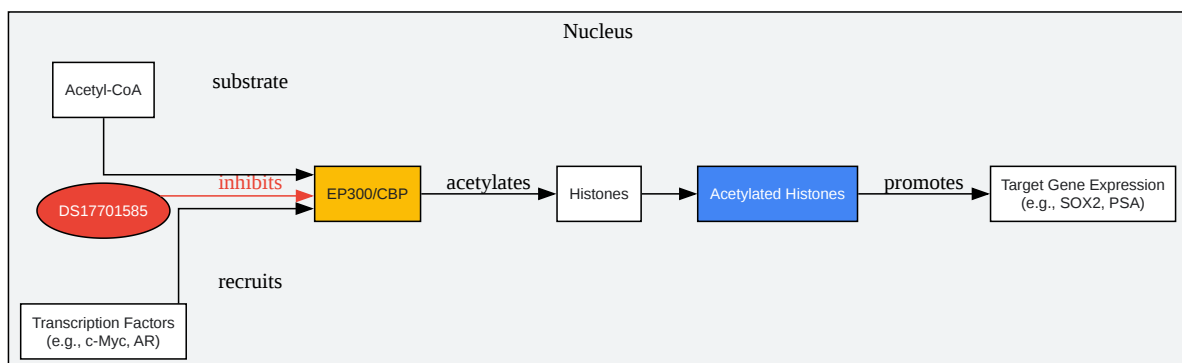 Nucleus
Acetyl-CoA
substrate
DS17701585
inhibits
EP300/CBP
acetylates
Histones
Acetylated Histones
promotes
Target Gene Expression
(e.g., SOX2, PSA)
recruits
Transcription Factors
(e.g., c-Myc, AR)